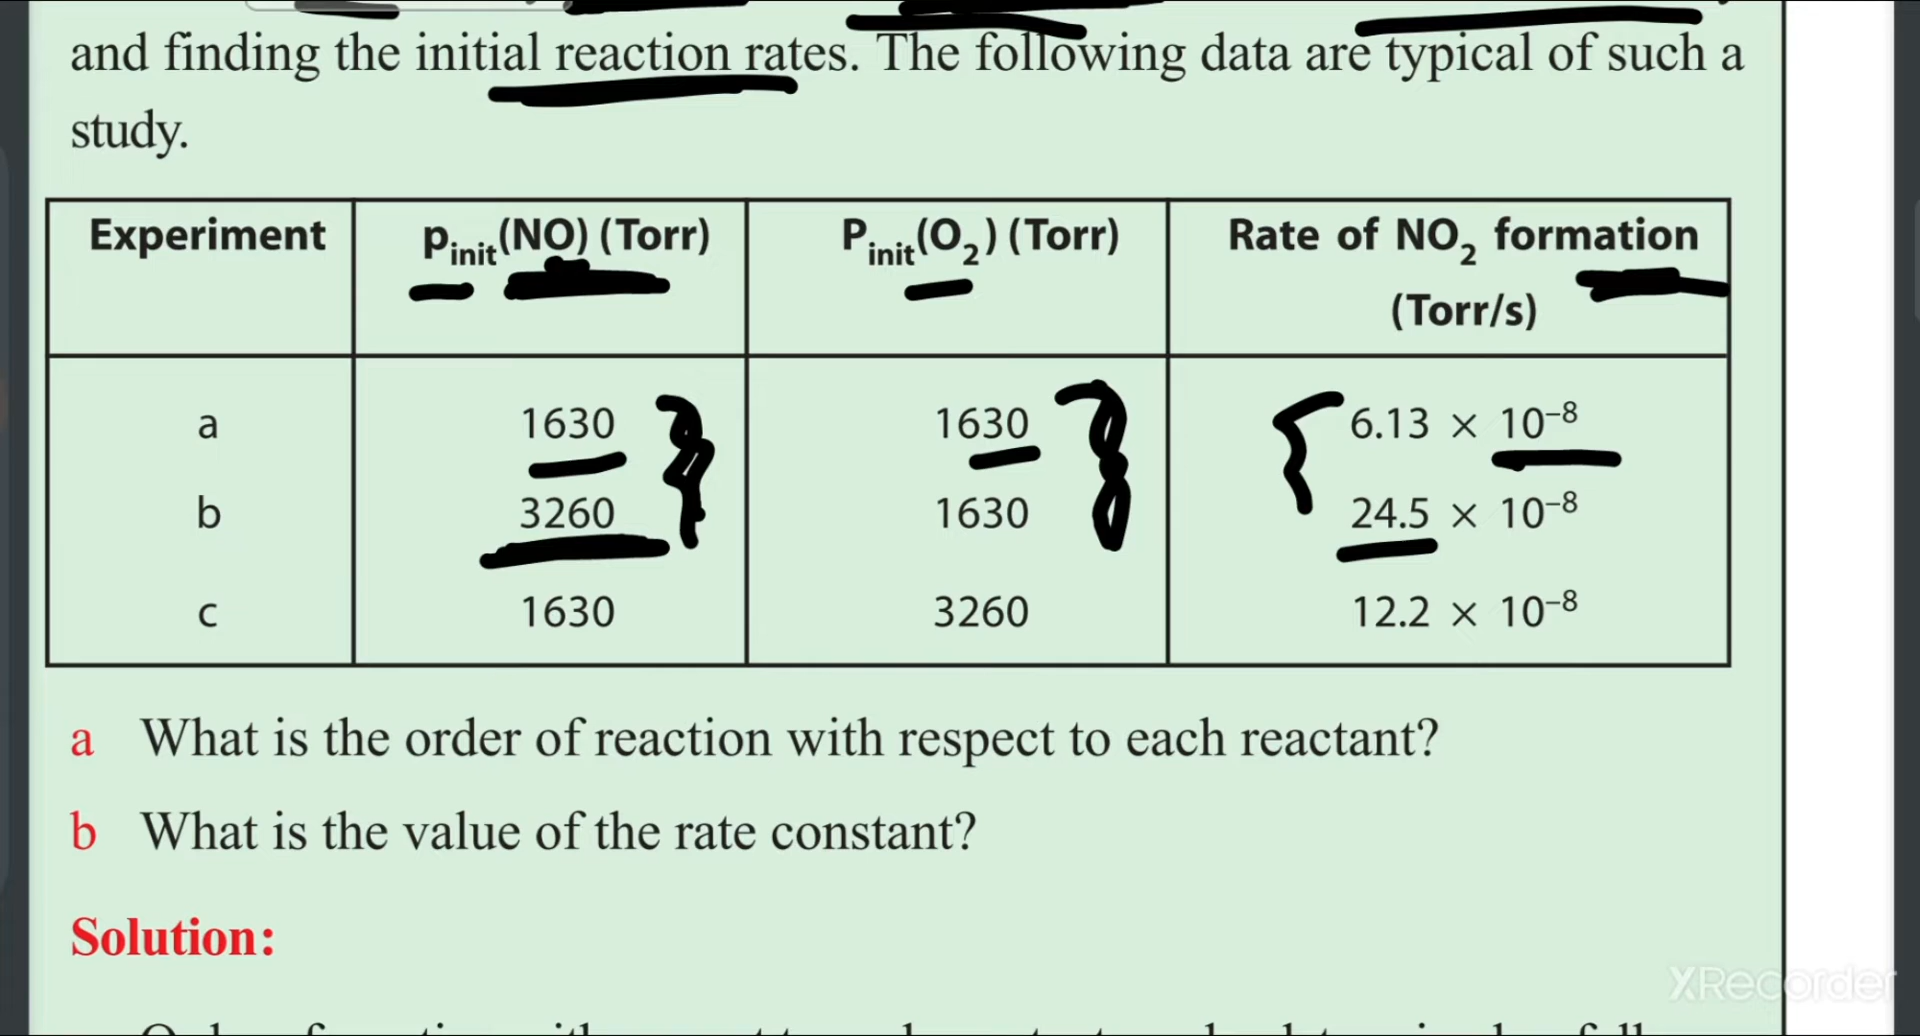 and finding the initial reaction rates. The following data are typical of such a
study.
Experiment p_init(NO) (Torr) P_init(O₂) (Torr) Rate of NO₂ formation
(Torr/s)
a 1630 1630 6.13 × 10⁻⁸
b 3260 1630 24.5 × 10⁻⁸
c 1630 3260 12.2 × 10⁻⁸
a What is the order of reaction with respect to each reactant?
b What is the value of the rate constant?
Solution:
XRecorder